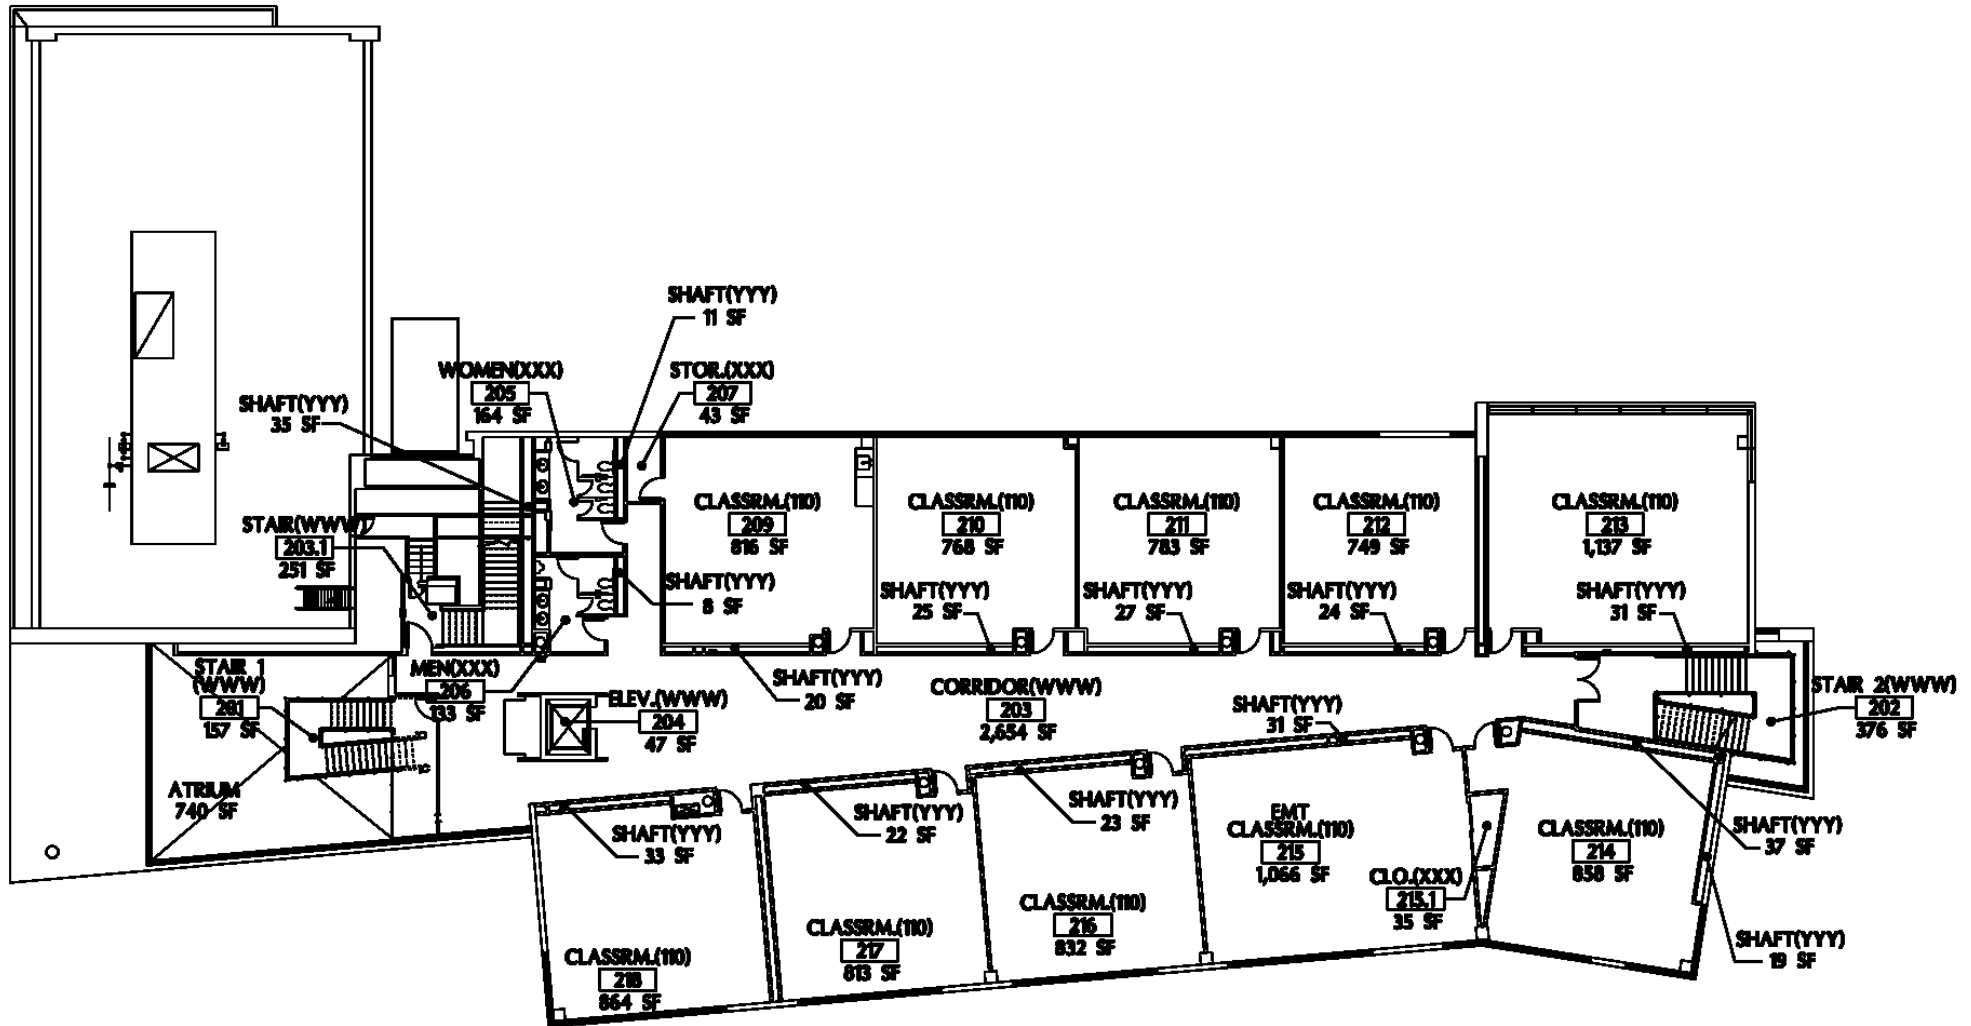 SHAFT(YYY)
11 SF
WOMEN(XXX)
205
164 SF
STOR.(XXX)
207
43 SF
SHAFT(YYY)
35 SF
STAIR(WWW)
203.1
251 SF
CLASSRM.(110)
209
816 SF
CLASSRM.(110)
210
768 SF
CLASSRM.(110)
211
783 SF
CLASSRM.(110)
212
749 SF
CLASSRM.(110)
213
1,137 SF
SHAFT(YYY)
8 SF
SHAFT(YYY)
25 SF
SHAFT(YYY)
27 SF
SHAFT(YYY)
24 SF
SHAFT(YYY)
31 SF
STAIR 1
(WWW)
201
157 SF
MEN(XXX)
206
133 SF
ELEV.(WWW)
204
47 SF
SHAFT(YYY)
20 SF
CORRIDOR(WWW)
203
2,654 SF
SHAFT(YYY)
31 SF
STAIR 2(WWW)
202
376 SF
ATRIUM
740 SF
SHAFT(YYY)
33 SF
SHAFT(YYY)
22 SF
SHAFT(YYY)
23 SF
EMT
CLASSRM.(110)
215
1,066 SF
CLO.(XXX)
215.1
35 SF
CLASSRM.(110)
214
858 SF
SHAFT(YYY)
37 SF
SHAFT(YYY)
19 SF
CLASSRM.(110)
218
864 SF
CLASSRM.(110)
217
813 SF
CLASSRM.(110)
216
832 SF